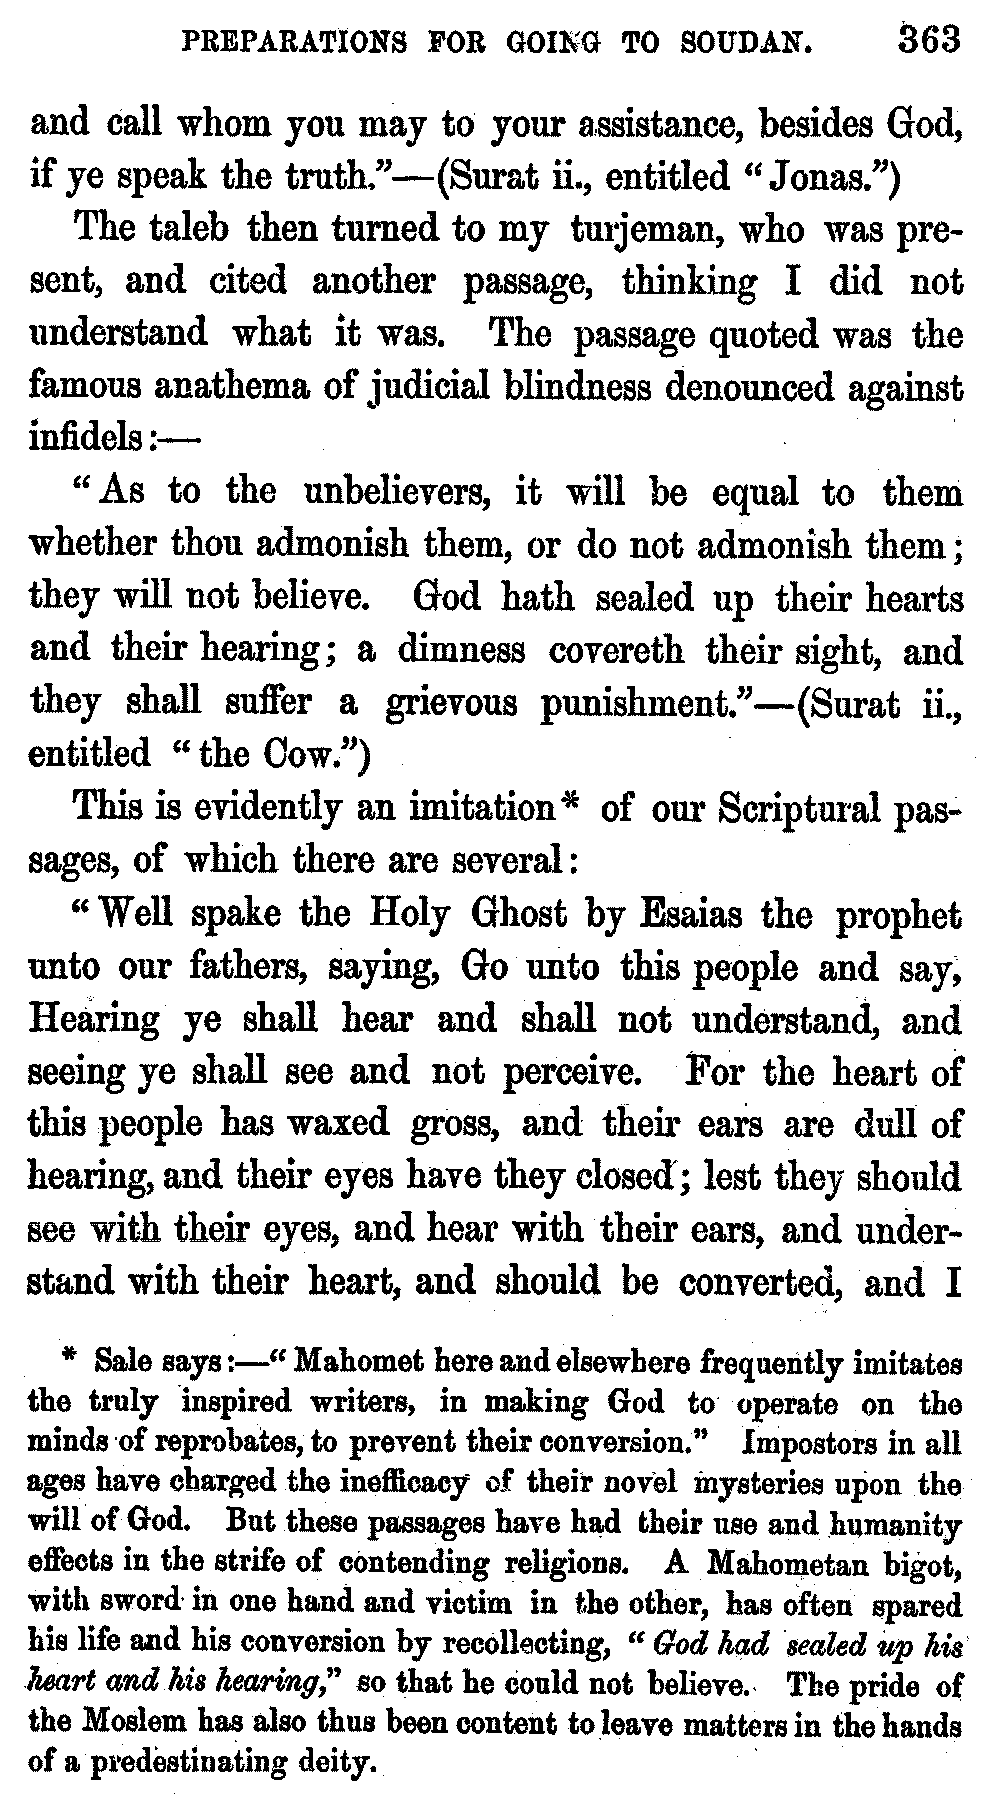 PREPARATIONS FOR GOING TO SOUDAN. 363
and call whom you may to your assistance, besides God,
if ye speak the truth."—(Surat ii., entitled "Jonas.")
The taleb then turned to my turjeman, who was pre-
sent, and cited another passage, thinking I did not
understand what it was. The passage quoted was the
famous anathema of judicial blindness denounced against
infidels:—
"As to the unbelievers, it will be equal to them
whether thou admonish them, or do not admonish them;
they will not believe. God hath sealed up their hearts
and their hearing; a dimness covereth their sight, and
they shall suffer a grievous punishment."—(Surat ii.,
entitled "the Cow.")
This is evidently an imitation* of our Scriptural pas-
sages, of which there are several:
"Well spake the Holy Ghost by Esaias the prophet
unto our fathers, saying, Go unto this people and say,
Hearing ye shall hear and shall not understand, and
seeing ye shall see and not perceive. For the heart of
this people has waxed gross, and their ears are dull of
hearing, and their eyes have they closed; lest they should
see with their eyes, and hear with their ears, and under-
stand with their heart, and should be converted, and I
* Sale says:—"Mahomet here and elsewhere frequently imitates
the truly inspired writers, in making God to operate on the
minds of reprobates, to prevent their conversion." Impostors in all
ages have charged the inefficacy of their novel mysteries upon the
will of God. But these passages have had their use and humanity
effects in the strife of contending religions. A Mahometan bigot,
with sword in one hand and victim in the other, has often spared
his life and his conversion by recollecting, "God had sealed up his
heart and his hearing," so that he could not believe. The pride of
the Moslem has also thus been content to leave matters in the hands
of a predestinating deity.